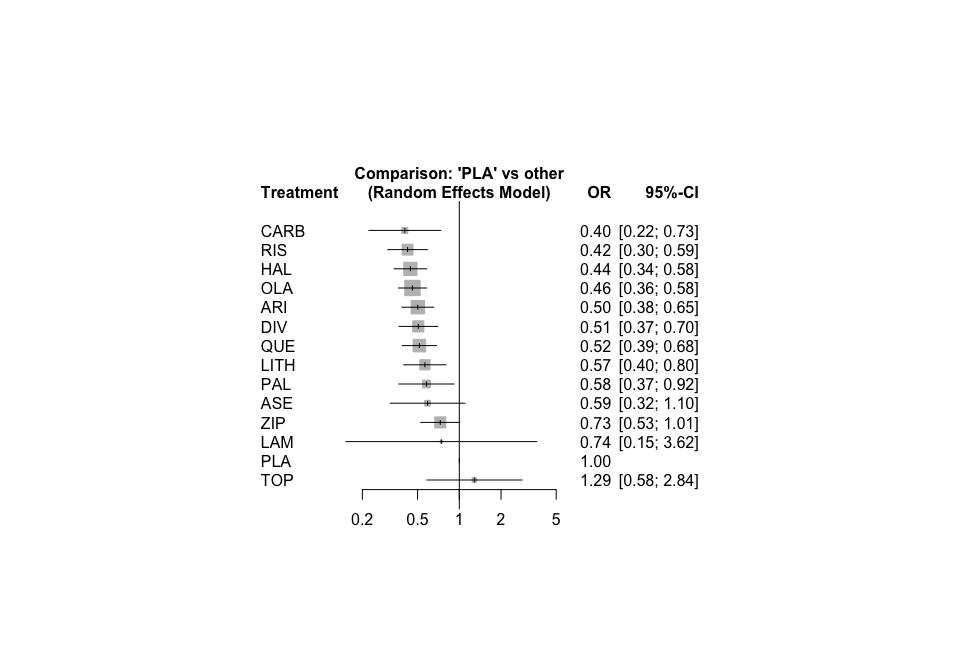 Comparison: 'PLA' vs other
Treatment (Random Effects Model) OR 95%-CI
CARB 0.40 [0.22; 0.73]
RIS 0.42 [0.30; 0.59]
HAL 0.44 [0.34; 0.58]
OLA 0.46 [0.36; 0.58]
ARI 0.50 [0.38; 0.65]
DIV 0.51 [0.37; 0.70]
QUE 0.52 [0.39; 0.68]
LITH 0.57 [0.40; 0.80]
PAL 0.58 [0.37; 0.92]
ASE 0.59 [0.32; 1.10]
ZIP 0.73 [0.53; 1.01]
LAM 0.74 [0.15; 3.62]
PLA 1.00
TOP 1.29 [0.58; 2.84]
0.2 0.5 1 2 5